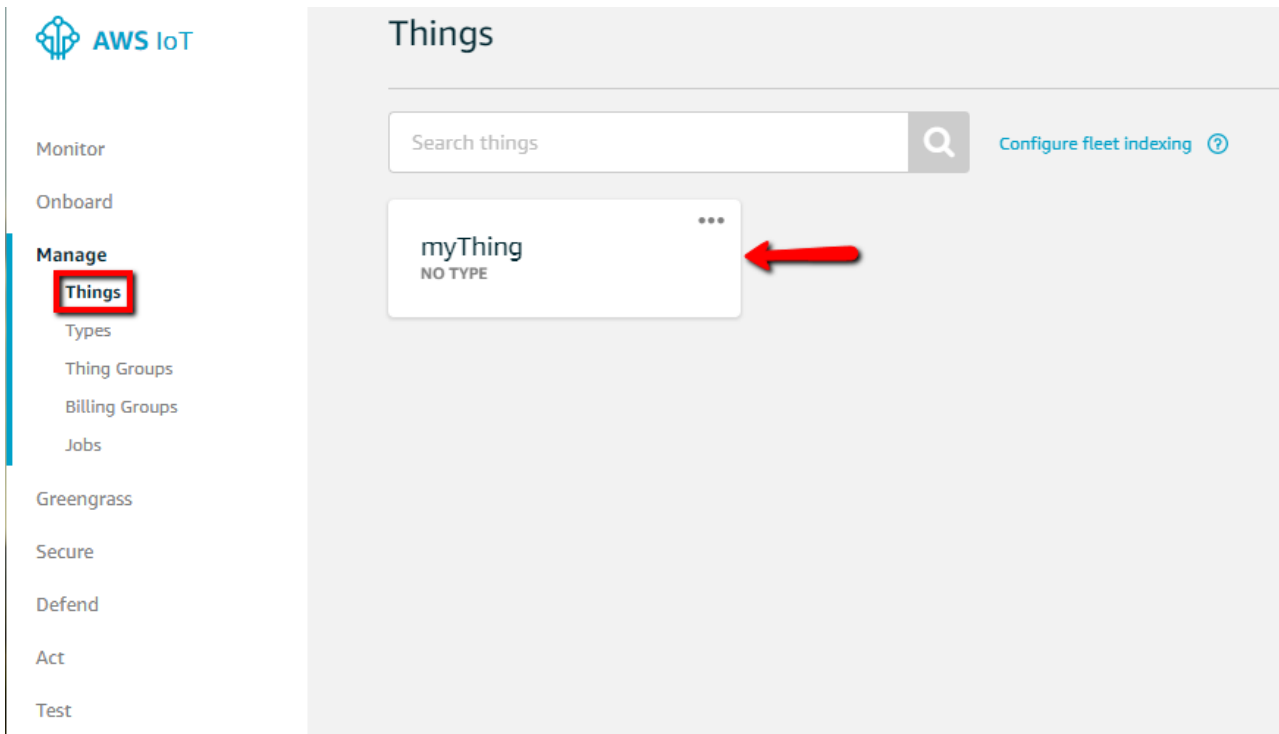 AWS IoT
Monitor
Onboard
Manage
Things
Types
Thing Groups
Billing Groups
Jobs
Greengrass
Secure
Defend
Act
Test
Things
Search things
Configure fleet indexing ?
myThing
NO TYPE